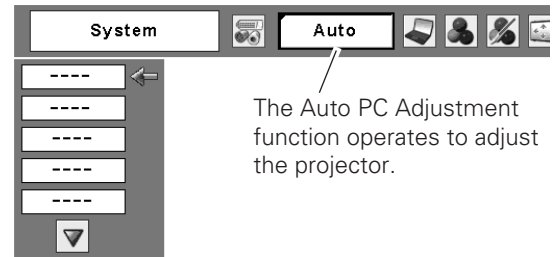 System
Auto
----
----
----
----
----
The Auto PC Adjustment
function operates to adjust
the projector.